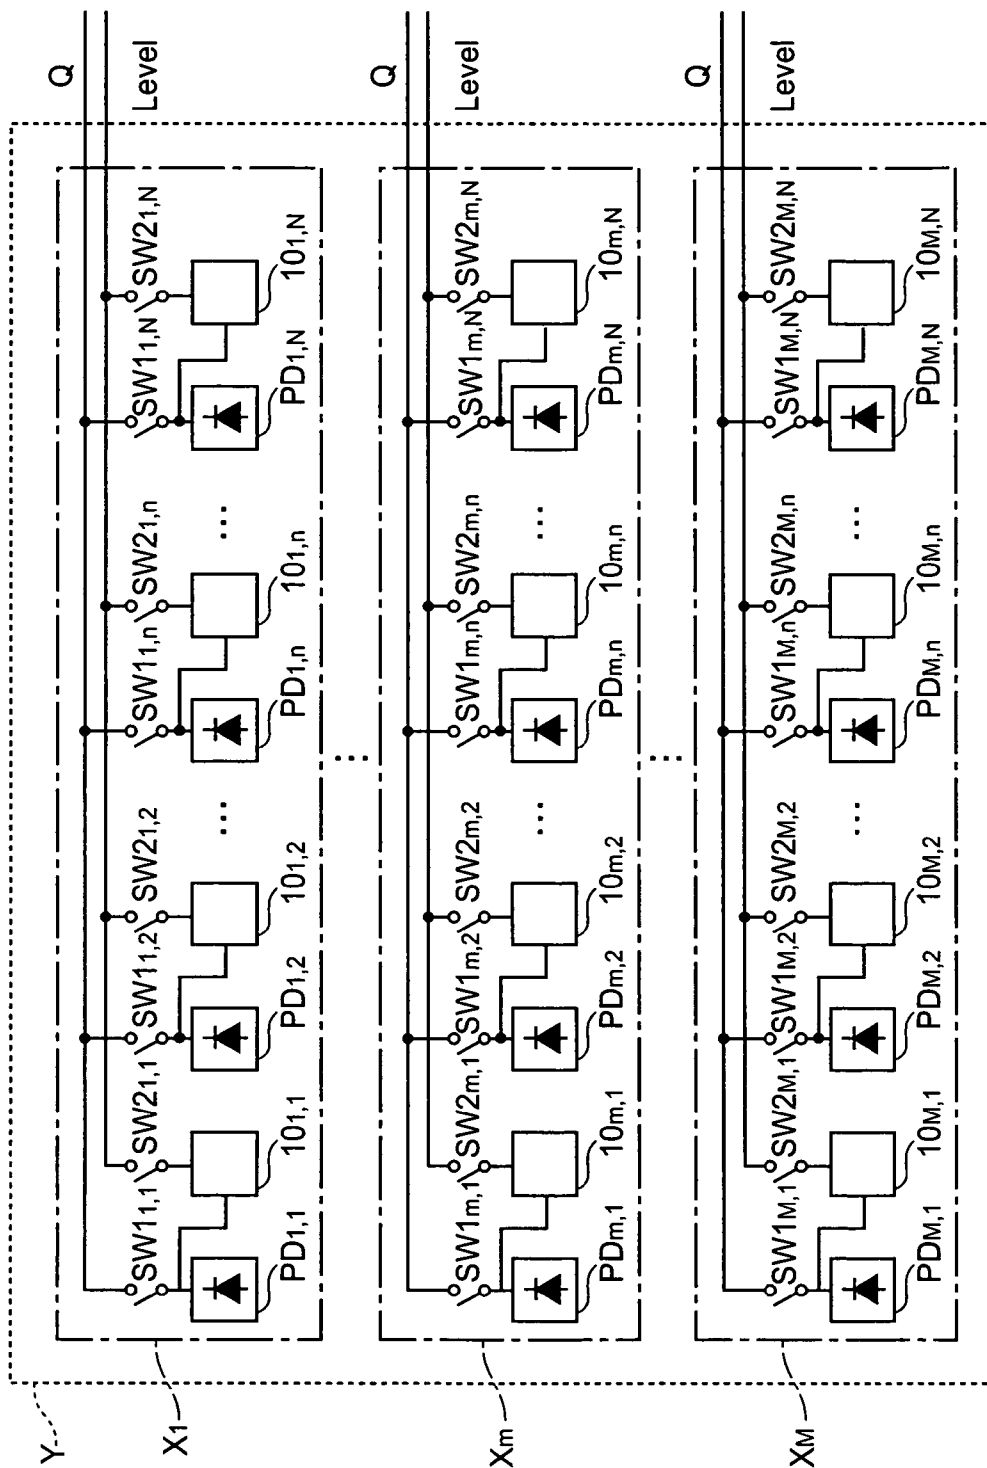 Y
X1
Q
Level
SW11,1
SW21,1
SW11,2
SW21,2
SW11,n
SW21,n
SW11,N
SW21,N
PD1,1
101,1
PD1,2
101,2
...
PD1,n
101,n
...
PD1,N
101,N
...
Xm
Q
Level
SW1m,1
SW2m,1
SW1m,2
SW2m,2
SW1m,n
SW2m,n
SW1m,N
SW2m,N
PDm,1
10m,1
PDm,2
10m,2
...
PDm,n
10m,n
...
PDm,N
10m,N
...
XM
Q
Level
SW1M,1
SW2M,1
SW1M,2
SW2M,2
SW1M,n
SW2M,n
SW1M,N
SW2M,N
PDM,1
10M,1
PDM,2
10M,2
...
PDM,n
10M,n
...
PDM,N
10M,N